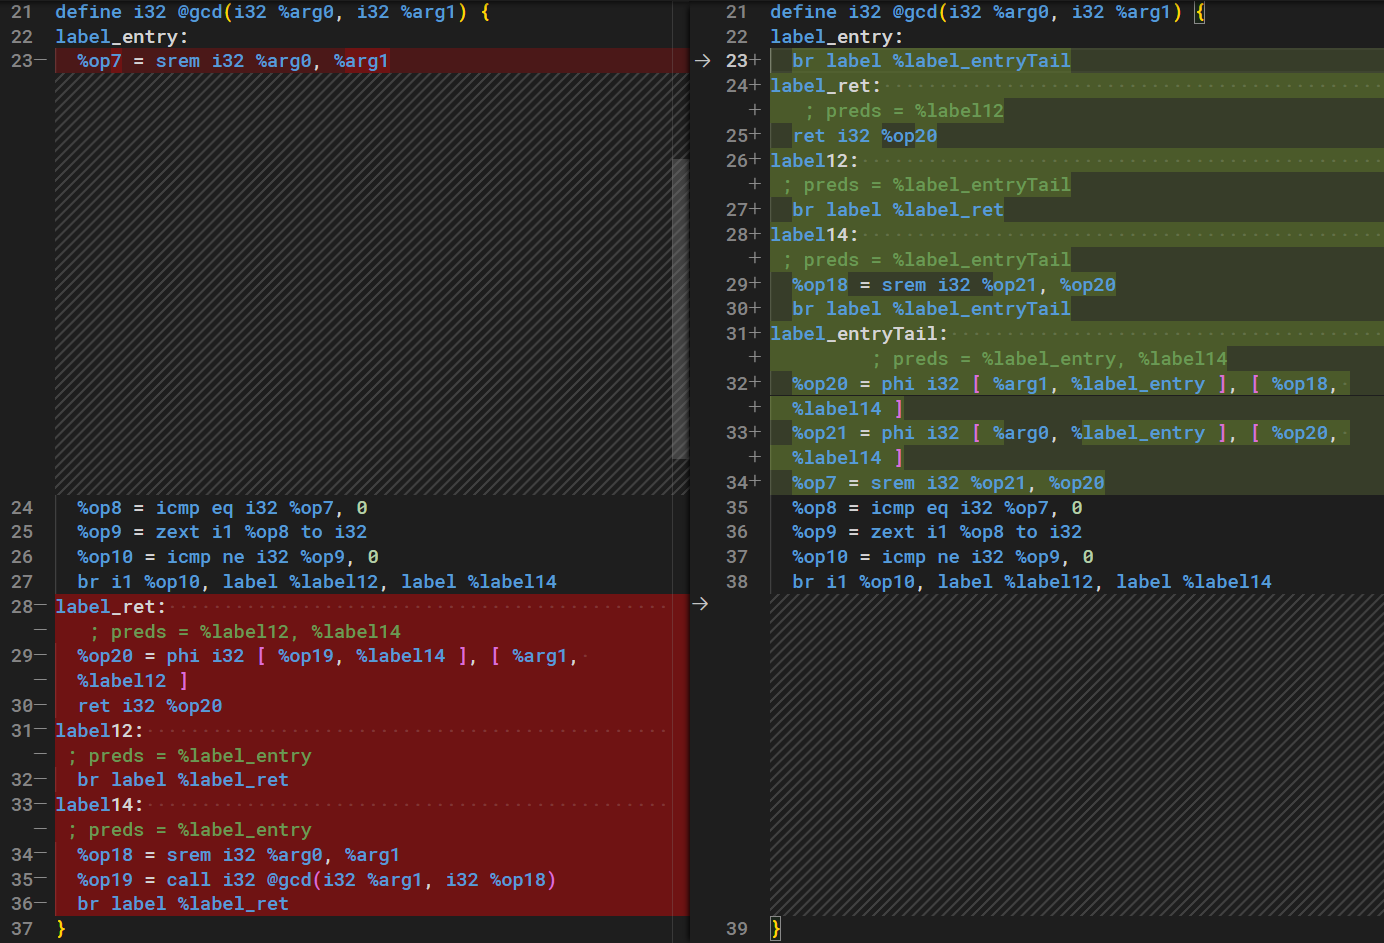 21 define i32 @gcd(i32 %arg0, i32 %arg1) {
22 label_entry:
23− %op7 = srem i32 %arg0, %arg1
24 %op8 = icmp eq i32 %op7, 0
25 %op9 = zext i1 %op8 to i32
26 %op10 = icmp ne i32 %op9, 0
27 br i1 %op10, label %label12, label %label14
28− label_ret:
− ; preds = %label12, %label14
29− %op20 = phi i32 [ %op19, %label14 ], [ %arg1,
− %label12 ]
30− ret i32 %op20
31− label12:
− ; preds = %label_entry
32− br label %label_ret
33− label14:
− ; preds = %label_entry
34− %op18 = srem i32 %arg0, %arg1
35− %op19 = call i32 @gcd(i32 %arg1, i32 %op18)
36− br label %label_ret
37 }
21 define i32 @gcd(i32 %arg0, i32 %arg1) {
22 label_entry:
→ 23+ br label %label_entryTail
24+ label_ret:
+ ; preds = %label12
25+ ret i32 %op20
26+ label12:
+ ; preds = %label_entryTail
27+ br label %label_ret
28+ label14:
+ ; preds = %label_entryTail
29+ %op18 = srem i32 %op21, %op20
30+ br label %label_entryTail
31+ label_entryTail:
+ ; preds = %label_entry, %label14
32+ %op20 = phi i32 [ %arg1, %label_entry ], [ %op18,
+ %label14 ]
33+ %op21 = phi i32 [ %arg0, %label_entry ], [ %op20,
+ %label14 ]
34+ %op7 = srem i32 %op21, %op20
35 %op8 = icmp eq i32 %op7, 0
36 %op9 = zext i1 %op8 to i32
37 %op10 = icmp ne i32 %op9, 0
38 br i1 %op10, label %label12, label %label14
→
39 }